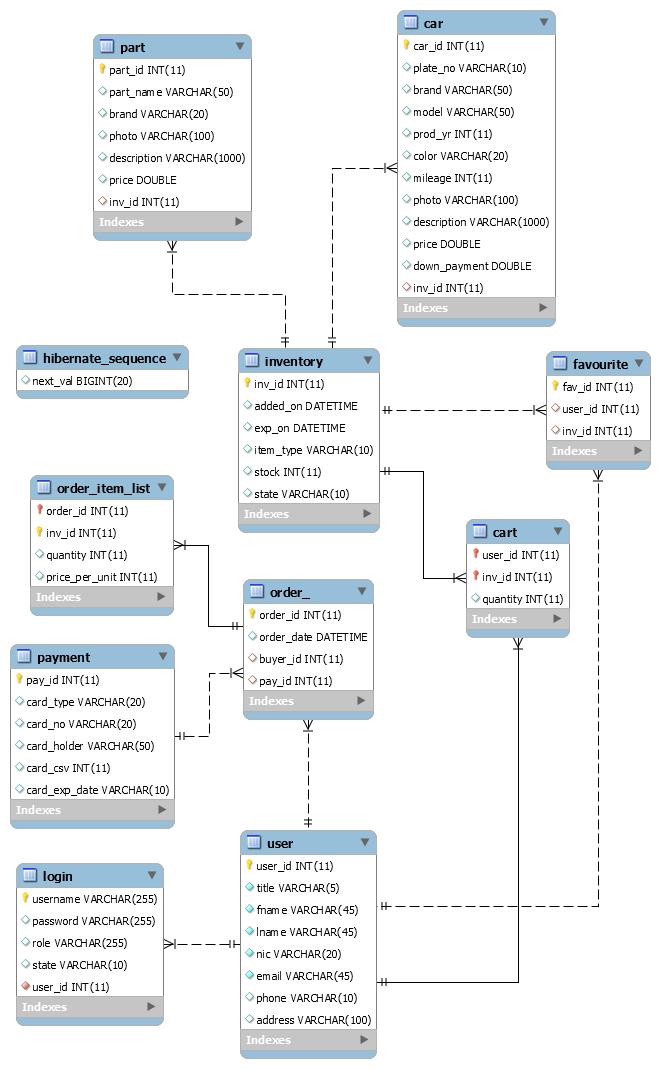 part
part_id INT(11)
part_name VARCHAR(50)
brand VARCHAR(20)
photo VARCHAR(100)
description VARCHAR(1000)
price DOUBLE
inv_id INT(11)
Indexes
car
car_id INT(11)
plate_no VARCHAR(10)
brand VARCHAR(50)
model VARCHAR(50)
prod_yr INT(11)
color VARCHAR(20)
mileage INT(11)
photo VARCHAR(100)
description VARCHAR(1000)
price DOUBLE
down_payment DOUBLE
inv_id INT(11)
Indexes
hibernate_sequence
next_val BIGINT(20)
inventory
inv_id INT(11)
added_on DATETIME
exp_on DATETIME
item_type VARCHAR(10)
stock INT(11)
state VARCHAR(10)
Indexes
favourite
fav_id INT(11)
user_id INT(11)
inv_id INT(11)
Indexes
order_item_list
order_id INT(11)
inv_id INT(11)
quantity INT(11)
price_per_unit INT(11)
Indexes
cart
user_id INT(11)
inv_id INT(11)
quantity INT(11)
Indexes
order_
order_id INT(11)
order_date DATETIME
buyer_id INT(11)
pay_id INT(11)
Indexes
payment
pay_id INT(11)
card_type VARCHAR(20)
card_no VARCHAR(20)
card_holder VARCHAR(50)
card_csv INT(11)
card_exp_date VARCHAR(10)
Indexes
user
user_id INT(11)
title VARCHAR(5)
fname VARCHAR(45)
lname VARCHAR(45)
nic VARCHAR(20)
email VARCHAR(45)
phone VARCHAR(10)
address VARCHAR(100)
Indexes
login
username VARCHAR(255)
password VARCHAR(255)
role VARCHAR(255)
state VARCHAR(10)
user_id INT(11)
Indexes